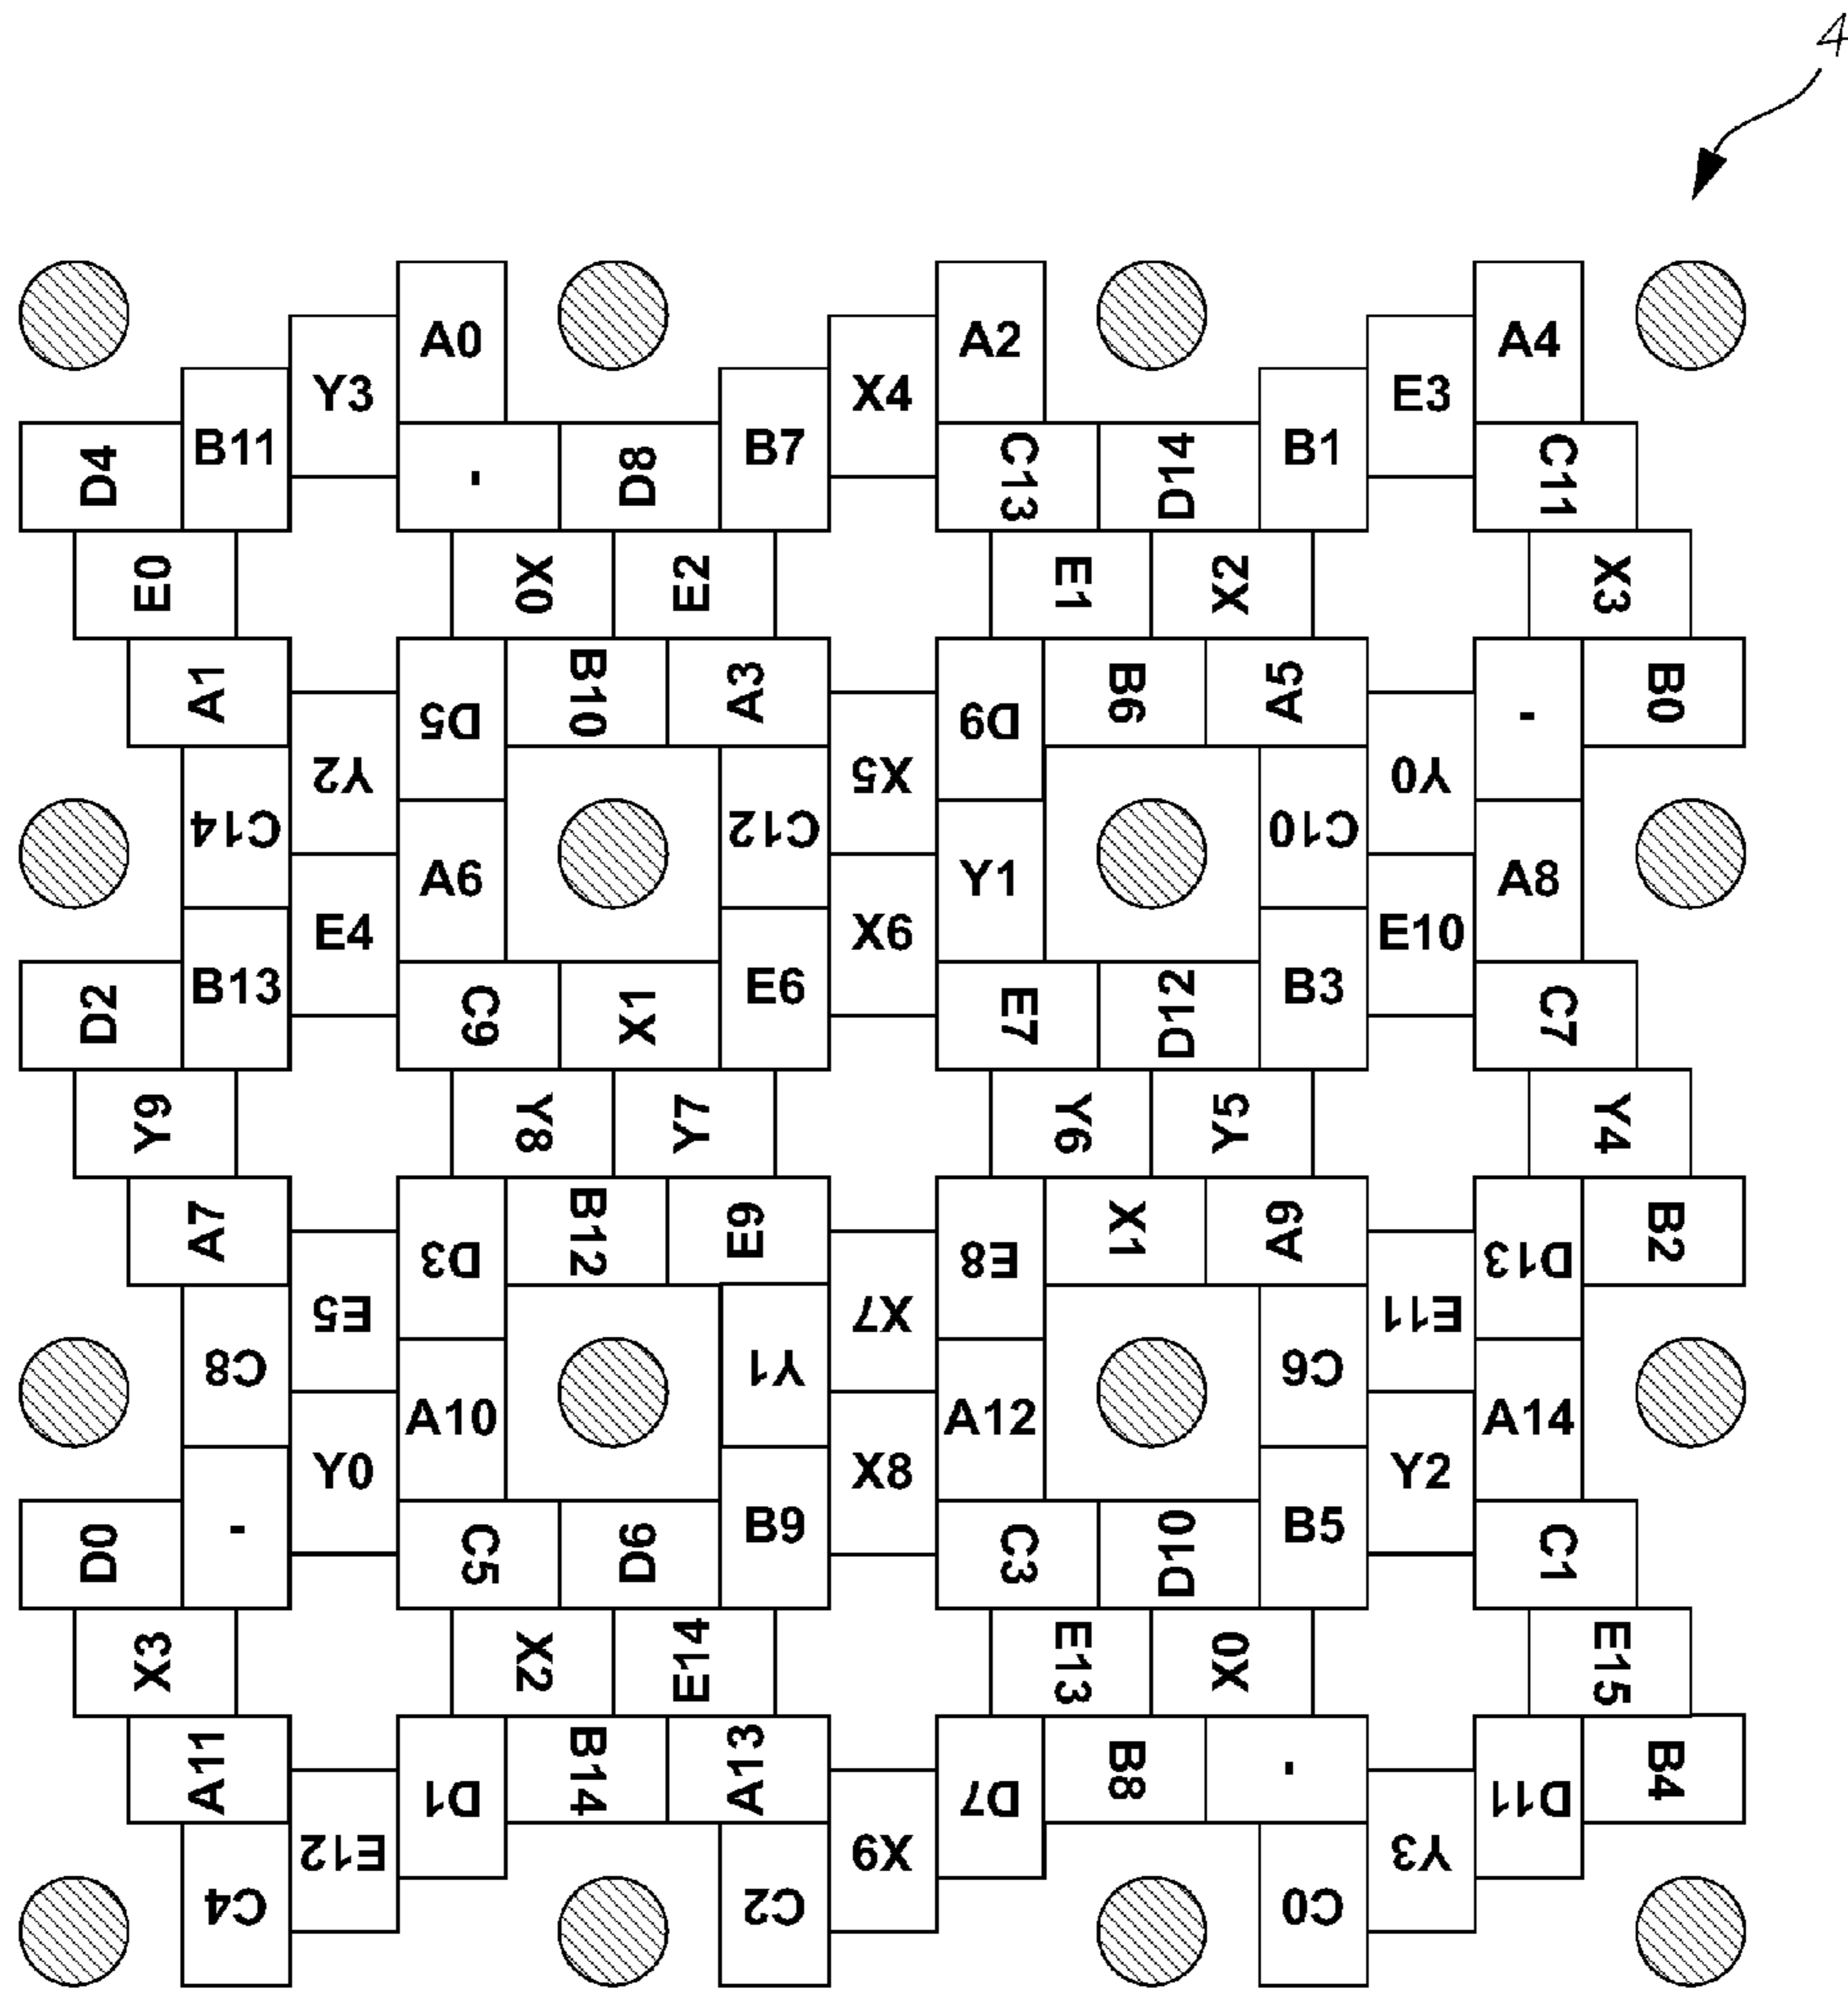 4
A0 A2 A4
Y3 X4 E3
B11 B7 B1
D4 - D8 C13 D14 C11
E0 X0 E2 E1 X2 X3
A1 D5 B10 A3 D9 B6 A5 - B0
Y2 X5 Y0
C14 C12 C10
A6 Y1 A8
E4 X6 E10
B13 E6 B3
D2 C9 X1 E7 D12 C7
Y9 Y8 Y7 Y6 Y5 Y4
A7 D3 B12 E9 E8 X1 A9 D13 B2
E5 X7 E11
C8 Y1 C6
A10 A12 A14
Y0 X8 Y2
- B9 B5
D0 C5 D6 C3 D10 C1
X3 X2 E14 E13 X0 E15
A11 D1 B14 A13 D7 B8 - D11 B4
E12 X9 Y3
C4 C2 C0